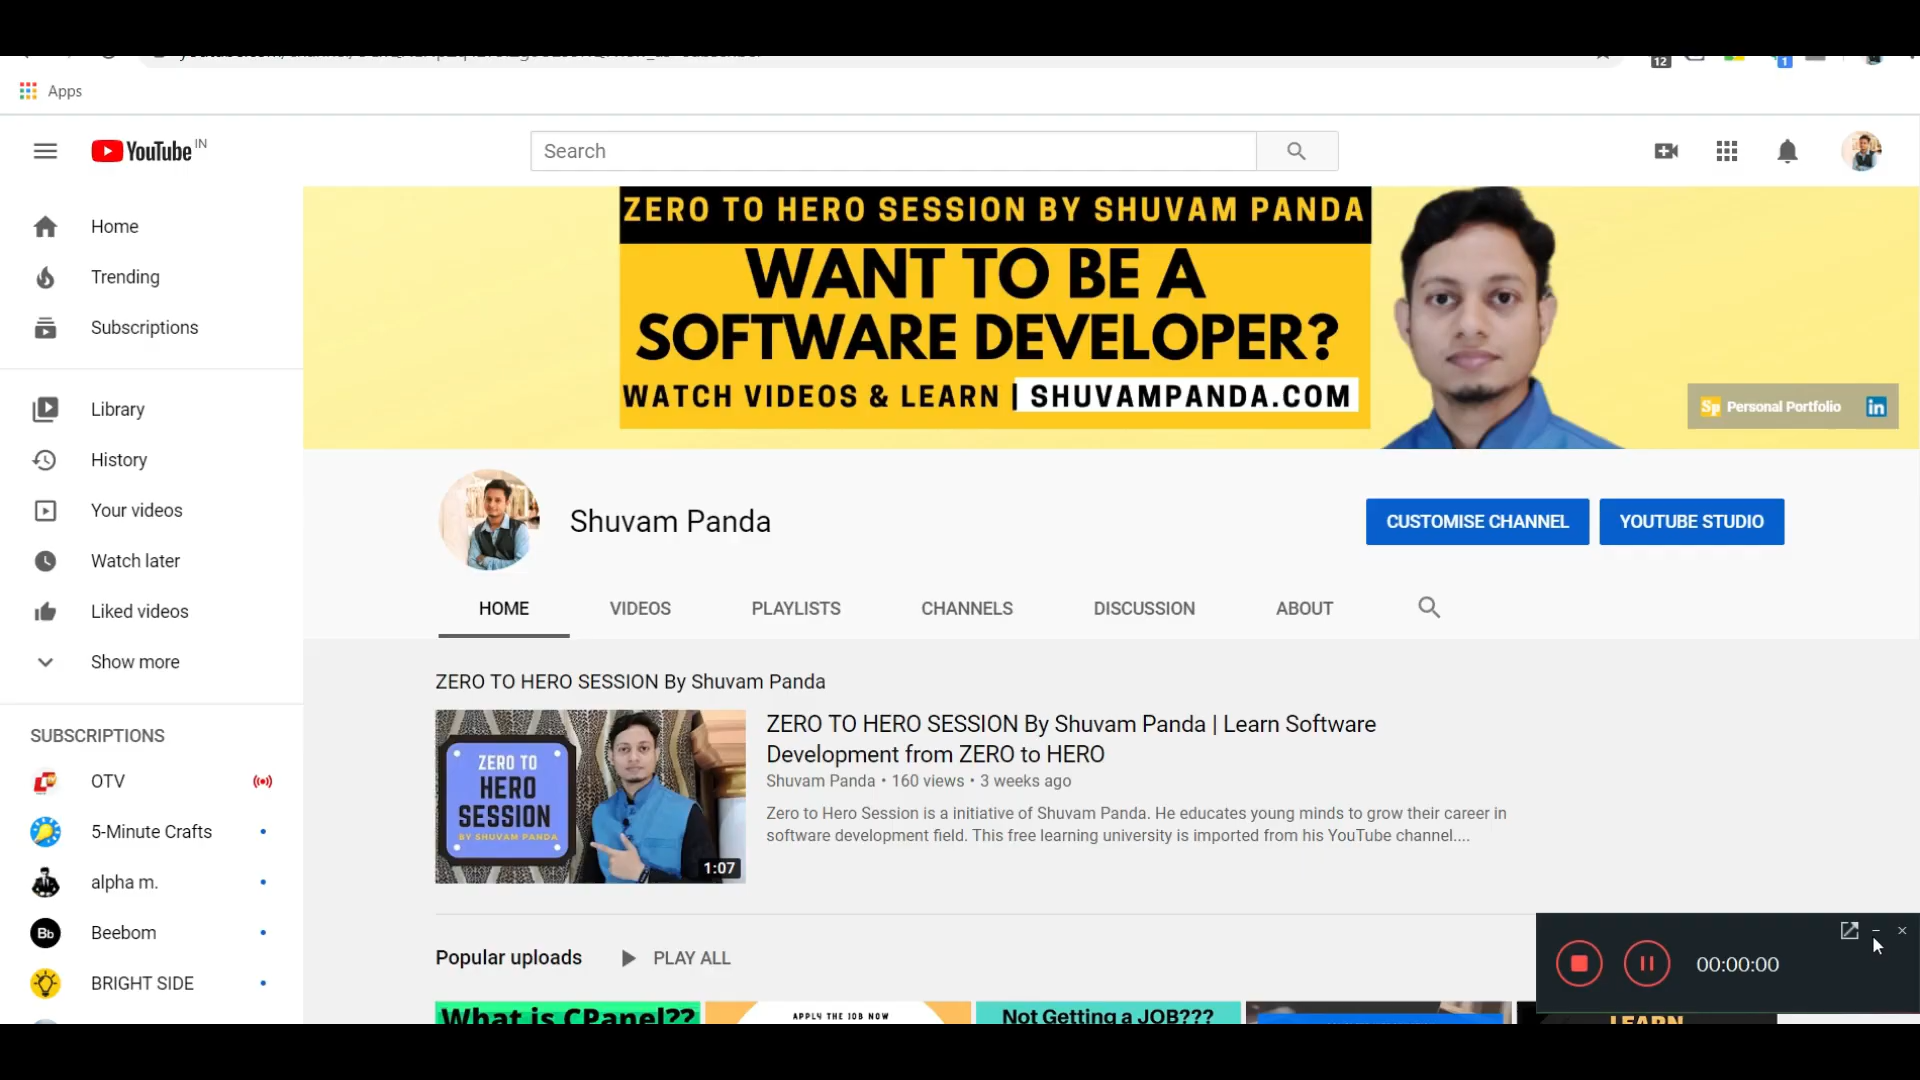 12
1
Apps
YouTube IN
Search
Home
Trending
Subscriptions
Library
History
Your videos
Watch later
Liked videos
Show more
SUBSCRIPTIONS
OTV
5-Minute Crafts
alpha m.
Bb Beebom
BRIGHT SIDE
ZERO TO HERO SESSION BY SHUVAM PANDA
WANT TO BE A
SOFTWARE DEVELOPER?
WATCH VIDEOS & LEARN | SHUVAMPANDA.COM
Sp Personal Portfolio in
Shuvam Panda
CUSTOMISE CHANNEL
YOUTUBE STUDIO
HOME VIDEOS PLAYLISTS CHANNELS DISCUSSION ABOUT
ZERO TO HERO SESSION By Shuvam Panda
ZERO TO
HERO
SESSION
BY SHUVAM PANDA
1:07
ZERO TO HERO SESSION By Shuvam Panda | Learn Software
Development from ZERO to HERO
Shuvam Panda • 160 views • 3 weeks ago
Zero to Hero Session is a initiative of Shuvam Panda. He educates young minds to grow their career in
software development field. This free learning university is imported from his YouTube channel....
Popular uploads PLAY ALL
What is CPanel??
APPLY THE JOB NOW
Not Getting a JOB???
LEARN
00:00:00